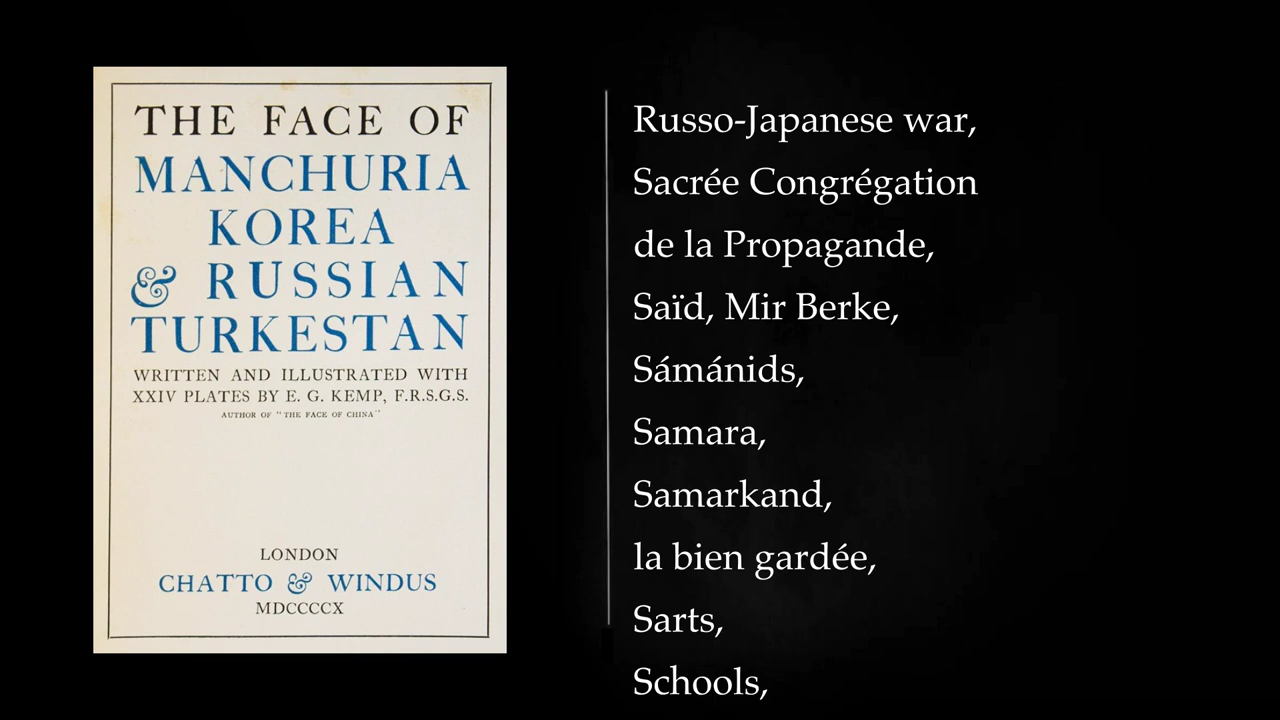 THE FACE OF
MANCHURIA
KOREA
& RUSSIAN
TURKESTAN
WRITTEN AND ILLUSTRATED WITH
XXIV PLATES BY E. G. KEMP, F.R.S.G.S.
AUTHOR OF "THE FACE OF CHINA"
LONDON
CHATTO & WINDUS
MDCCCCX
Russo-Japanese war,
Sacrée Congrégation
de la Propagande,
Saïd, Mir Berke,
Sámánids,
Samara,
Samarkand,
la bien gardée,
Sarts,
Schools,